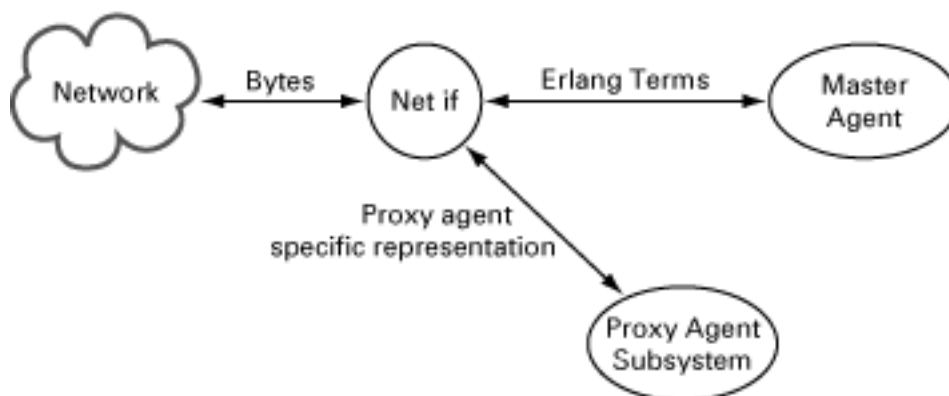 Network
Bytes
Net if
Erlang Terms
Master
Agent
Proxy agent
specific representation
Proxy Agent
Subsystem